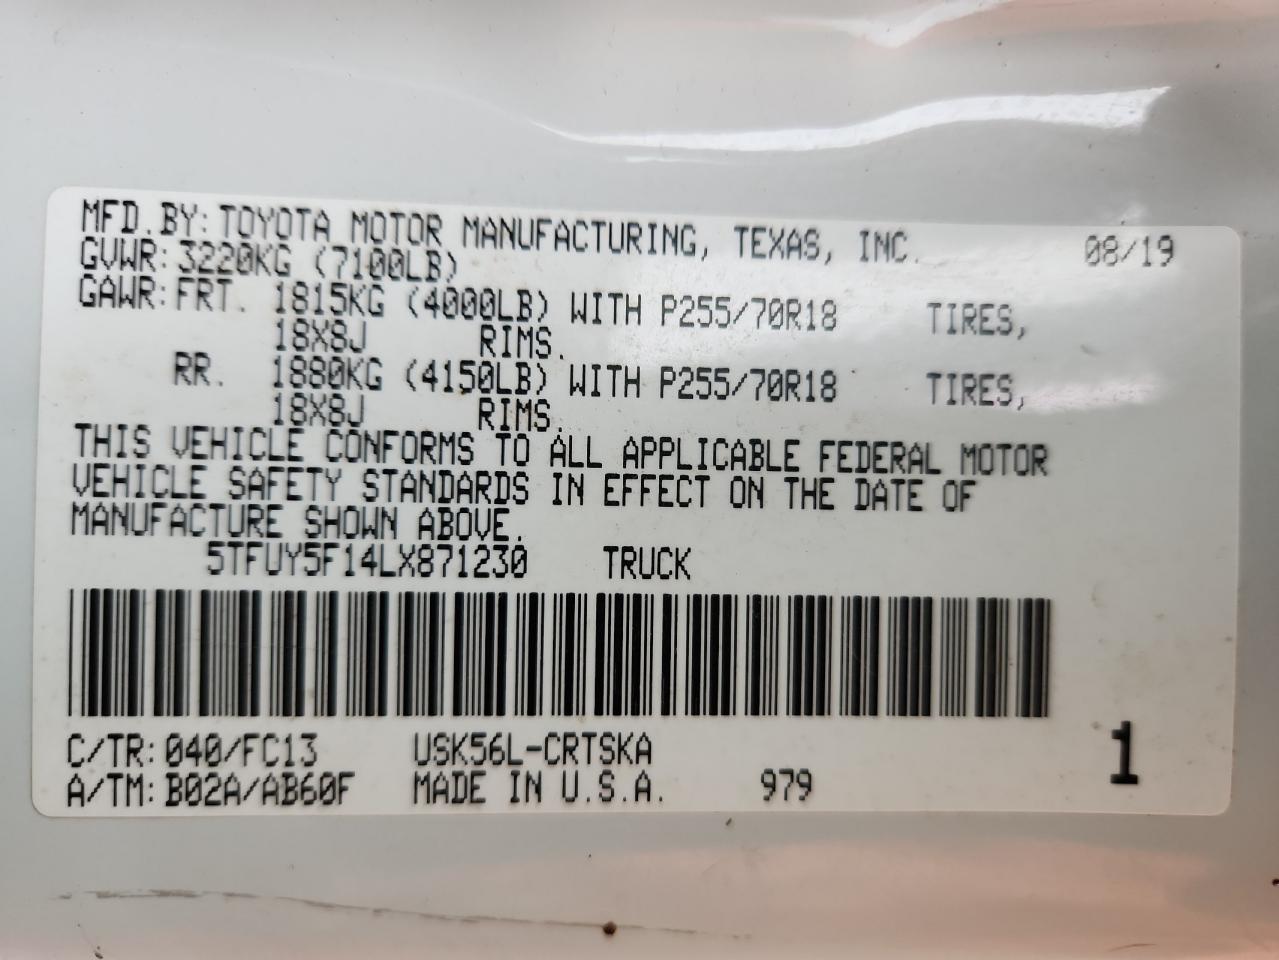 MFD.BY: TOYOTA MOTOR MANUFACTURING, TEXAS, INC. 08/19
GVWR: 3220KG (7100LB)
GAWR: FRT. 1815KG (4000LB) WITH P255/70R18 TIRES,
18X8J RIMS.
RR. 1880KG (4150LB) WITH P255/70R18 TIRES,
18X8J RIMS.
THIS VEHICLE CONFORMS TO ALL APPLICABLE FEDERAL MOTOR
VEHICLE SAFETY STANDARDS IN EFFECT ON THE DATE OF
MANUFACTURE SHOWN ABOVE.
5TFUY5F14LX871230 TRUCK
C/TR: 040/FC13 USK56L-CRTSKA
A/TM: B02A/AB60F MADE IN U.S.A. 979 1